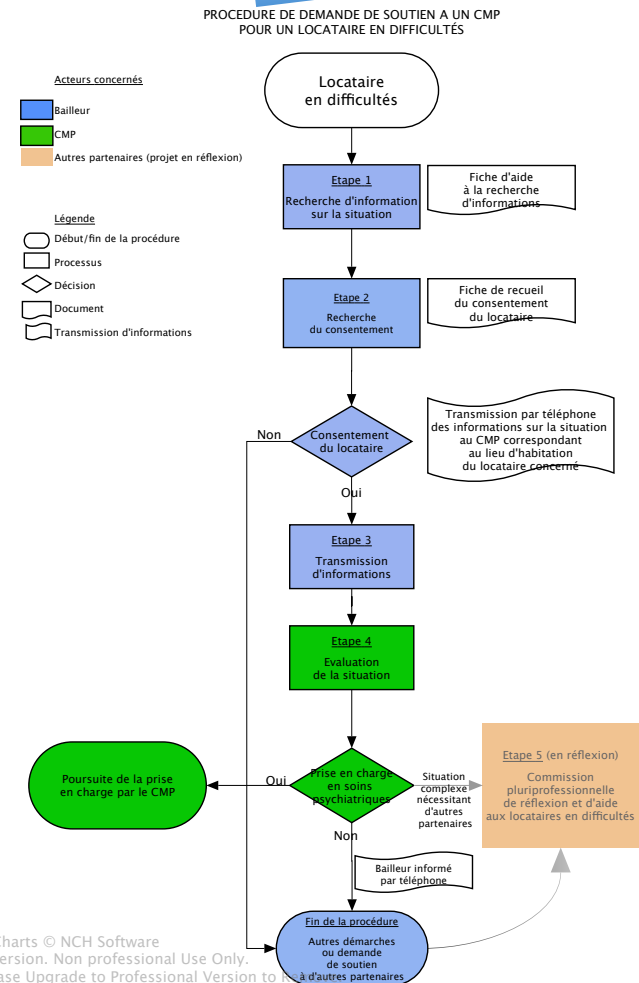 PROCEDURE DE DEMANDE DE SOUTIEN A UN CMP
POUR UN LOCATAIRE EN DIFFICULTÉS
Acteurs concernés
Bailleur
CMP
Autres partenaires (projet en réflexion)
Légende
Début/fin de la procédure
Processus
Décision
Document
Transmission d'informations
Locataire
en difficultés
Etape 1
Recherche d'information
sur la situation
Fiche d'aide
à la recherche
d'informations
Etape 2
Recherche
du consentement
Fiche de recueil
du consentement
du locataire
Non
Consentement
du locataire
Transmission par téléphone
des informations sur la situation
au CMP correspondant
au lieu d'habitation
du locataire concerné
Oui
Etape 3
Transmission
d'informations
Etape 4
Evaluation
de la situation
Poursuite de la prise
en charge par le CMP
Oui
Prise en charge
en soins
psychiatriques
Situation
complexe
nécessitant
d'autres
partenaires
Etape 5 (en réflexion)
Commission
pluriprofessionnelle
de réflexion et d'aide
aux locataires en difficultés
Non
Bailleur informé
par téléphone
Fin de la procédure
Autres démarches
ou demande
de soutien
à d'autres partenaires
Charts © NCH Software
ersion. Non professional Use Only.
ase Upgrade to Professional Version to